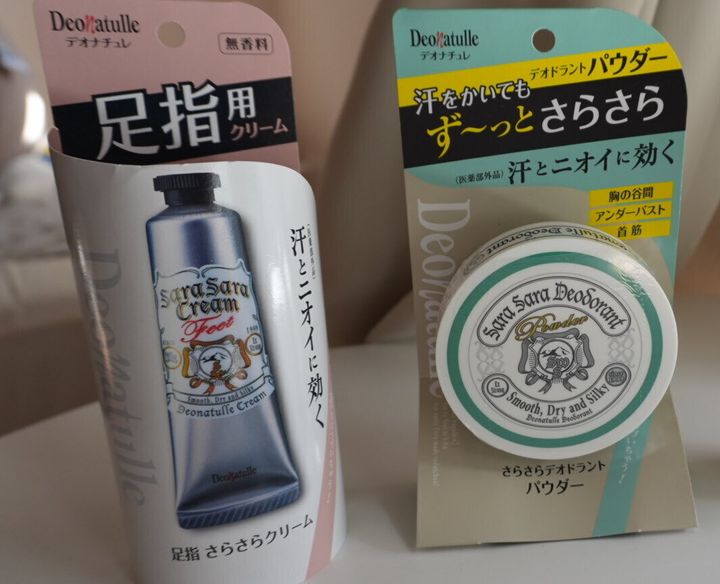 Deonatulle
デオナチュレ
無香料
足指用
クリーム
(医薬部外品)
汗とニオイに効く
Sara Sara
Cream
Feet
Smooth, Dry and Silky
Deonatulle Cream
Deonatulle
足指 さらさらクリーム
Deonatulle
Deonatulle
デオナチュレ
デオドラントパウダー
汗をかいても
ず〜っとさらさら
(医薬部外品) 汗とニオイに効く
胸の谷間
アンダーバスト
首筋
Deonatulle
Sara Sara Deodorant
Powder
Smooth, Dry and Silky
Deonatulle Deodorant
さらさらデオドラント
パウダー